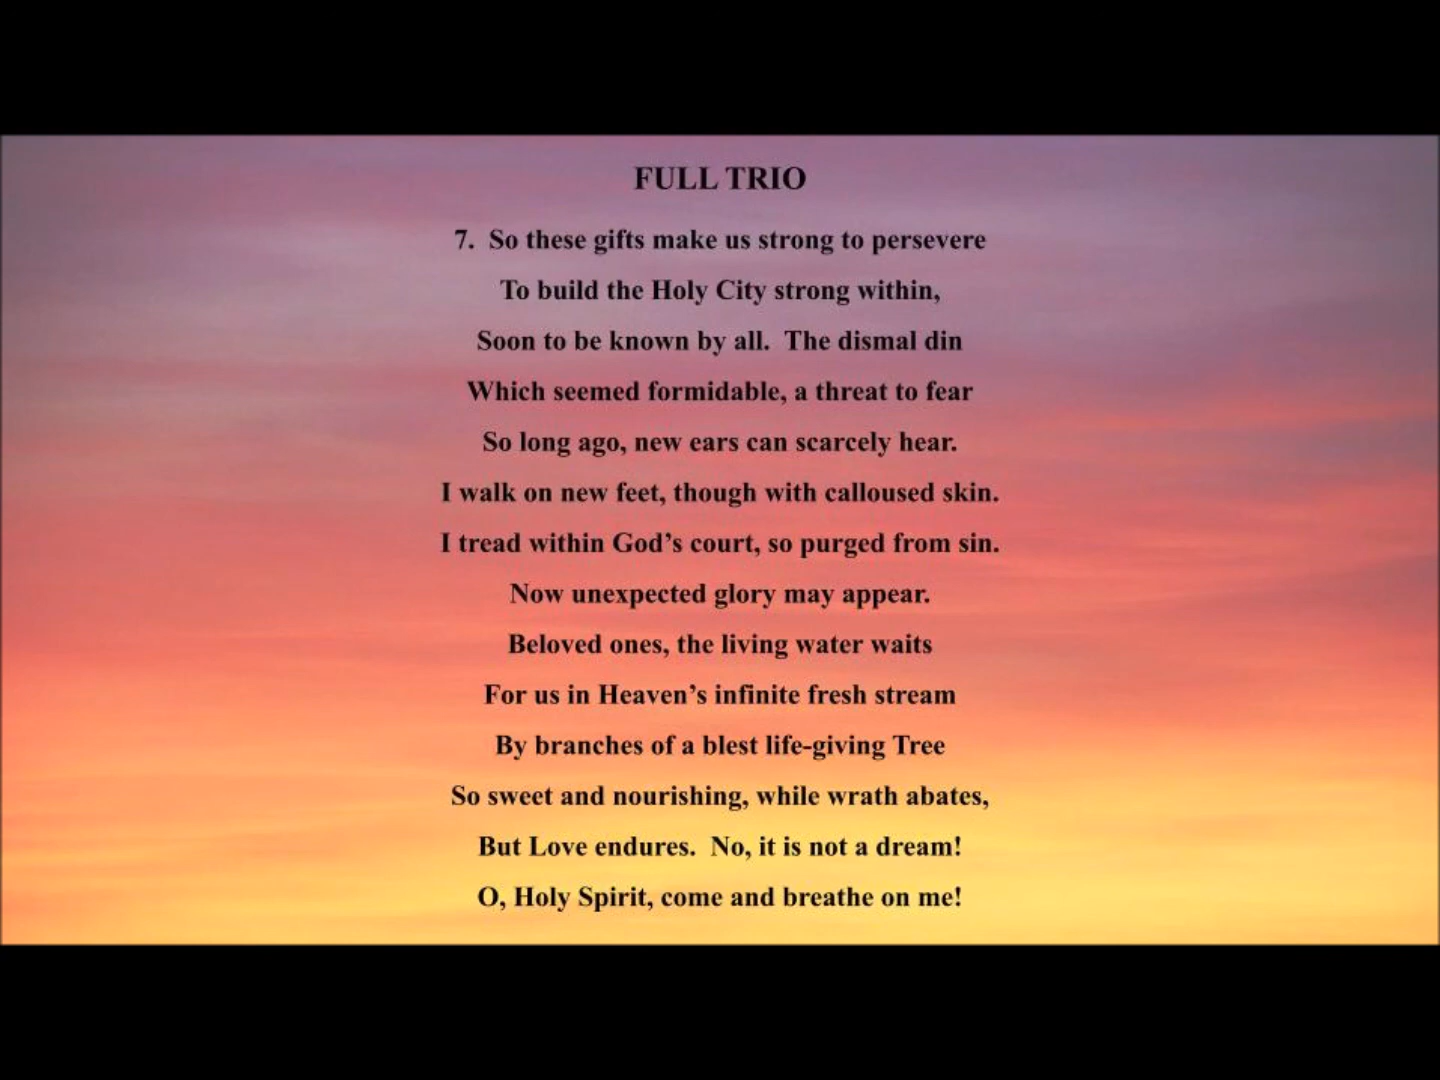 FULL TRIO
7.  So these gifts make us strong to persevere
To build the Holy City strong within,
Soon to be known by all.  The dismal din
Which seemed formidable, a threat to fear
So long ago, new ears can scarcely hear.
I walk on new feet, though with calloused skin.
I tread within God’s court, so purged from sin.
Now unexpected glory may appear.
Beloved ones, the living water waits
For us in Heaven’s infinite fresh stream
By branches of a blest life-giving Tree
So sweet and nourishing, while wrath abates,
But Love endures.  No, it is not a dream!
O, Holy Spirit, come and breathe on me!